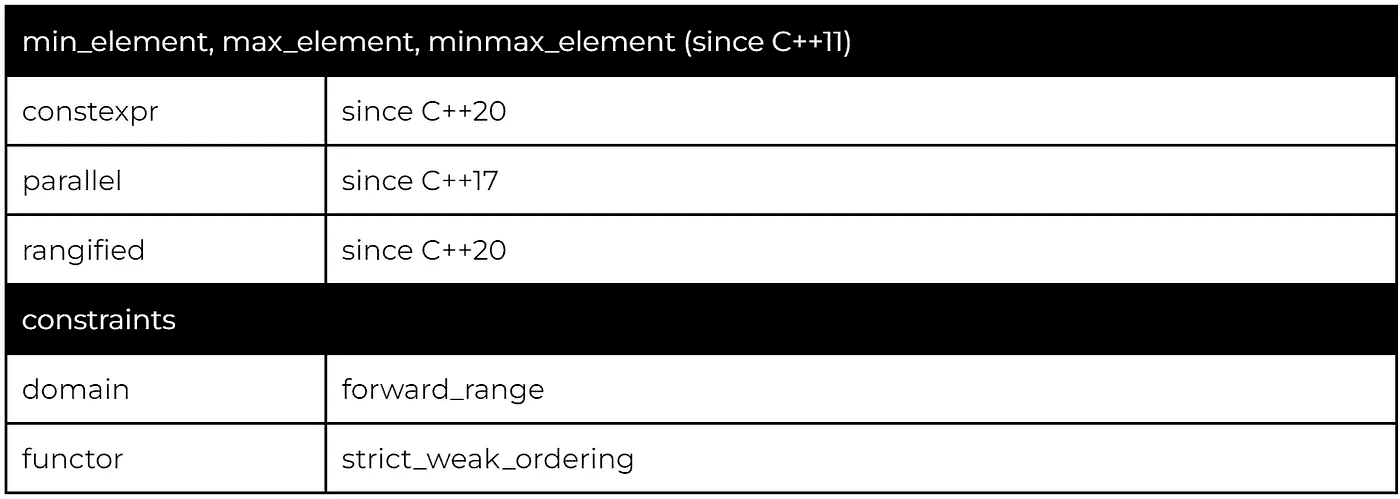 min_element, max_element, minmax_element (since C++11)
constexpr since C++20
parallel since C++17
rangified since C++20
constraints
domain forward_range
functor strict_weak_ordering